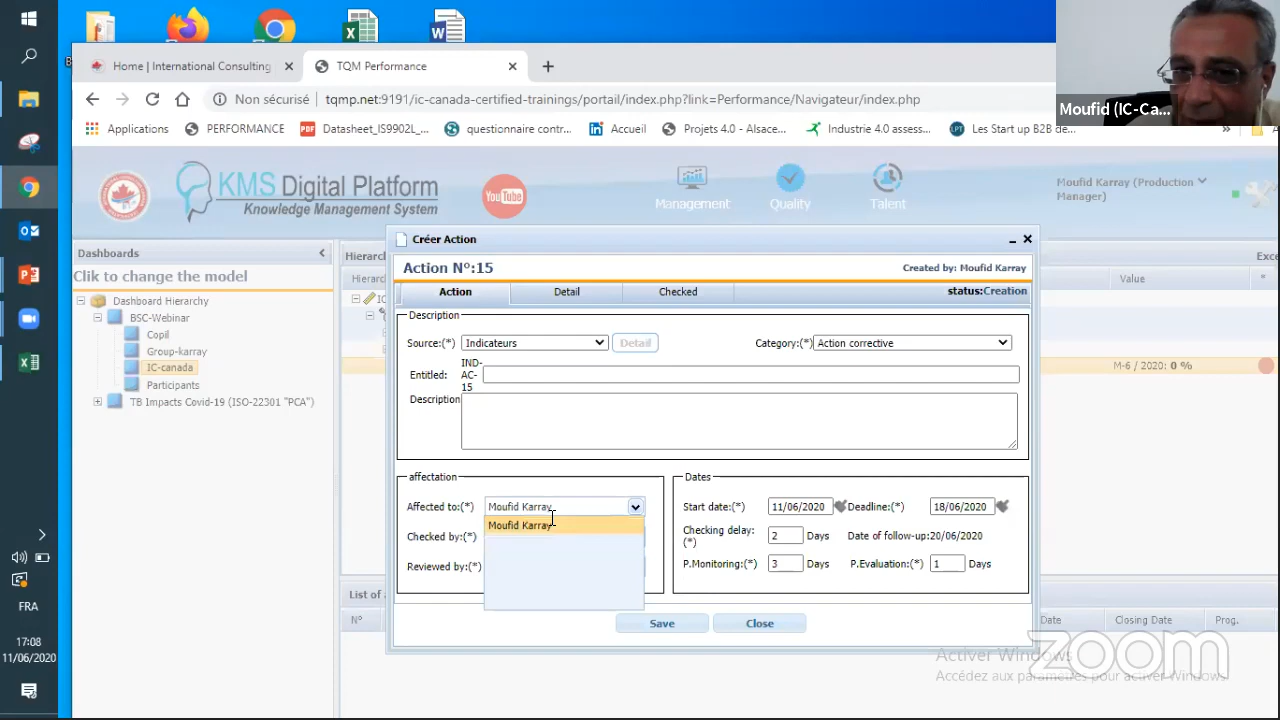 Home | International Consulting
TQM Performance
Non sécurisé
tqmp.net:9191/ic-canada-certified-trainings/portail/index.php?link=Performance/Navigateur/index.php
Moufid (IC-Ca...
Applications
PERFORMANCE
PDF Datasheet_IS9902L_...
questionnaire contr...
Accueil
Projets 4.0 - Alsace...
Industrie 4.0 assess...
LPT Les Start up B2B de...
»
KMS Digital Platform
Knowledge Management System
YouTube
Management
Quality
Talent
Moufid Karray (Production
Manager)
Dashboards
Clik to change the model
Dashboard Hierarchy
BSC-Webinar
Copil
Group-karray
IC-canada
Participants
TB Impacts Covid-19 (ISO-22301 "PCA")
Hierarc
Hierarc
IC
Value
Exce
*
M-6 / 2020: 0 %
Créer Action
Action N°:15
Created by: Moufid Karray
Action
Detail
Checked
status:Creation
Description
Source:(*)
Indicateurs
Detail
Category:(*)
Action corrective
Entitled:
IND-
AC-
15
Description
affectation
Affected to:(*)
Moufid Karray
Moufid Karray
Checked by:(*)
Reviewed by:(*)
Dates
Start date:(*)
11/06/2020
Deadline:(*)
18/06/2020
Checking delay:
(*)
2
Days
Date of follow-up:20/06/2020
P.Monitoring:(*)
3
Days
P.Evaluation:(*)
1
Days
Save
Close
List of a
N°
Date
Closing Date
Prog.
Activer Windows
Accédez aux paramètres pour activer Windows.
zoom
FRA
17:08
11/06/2020